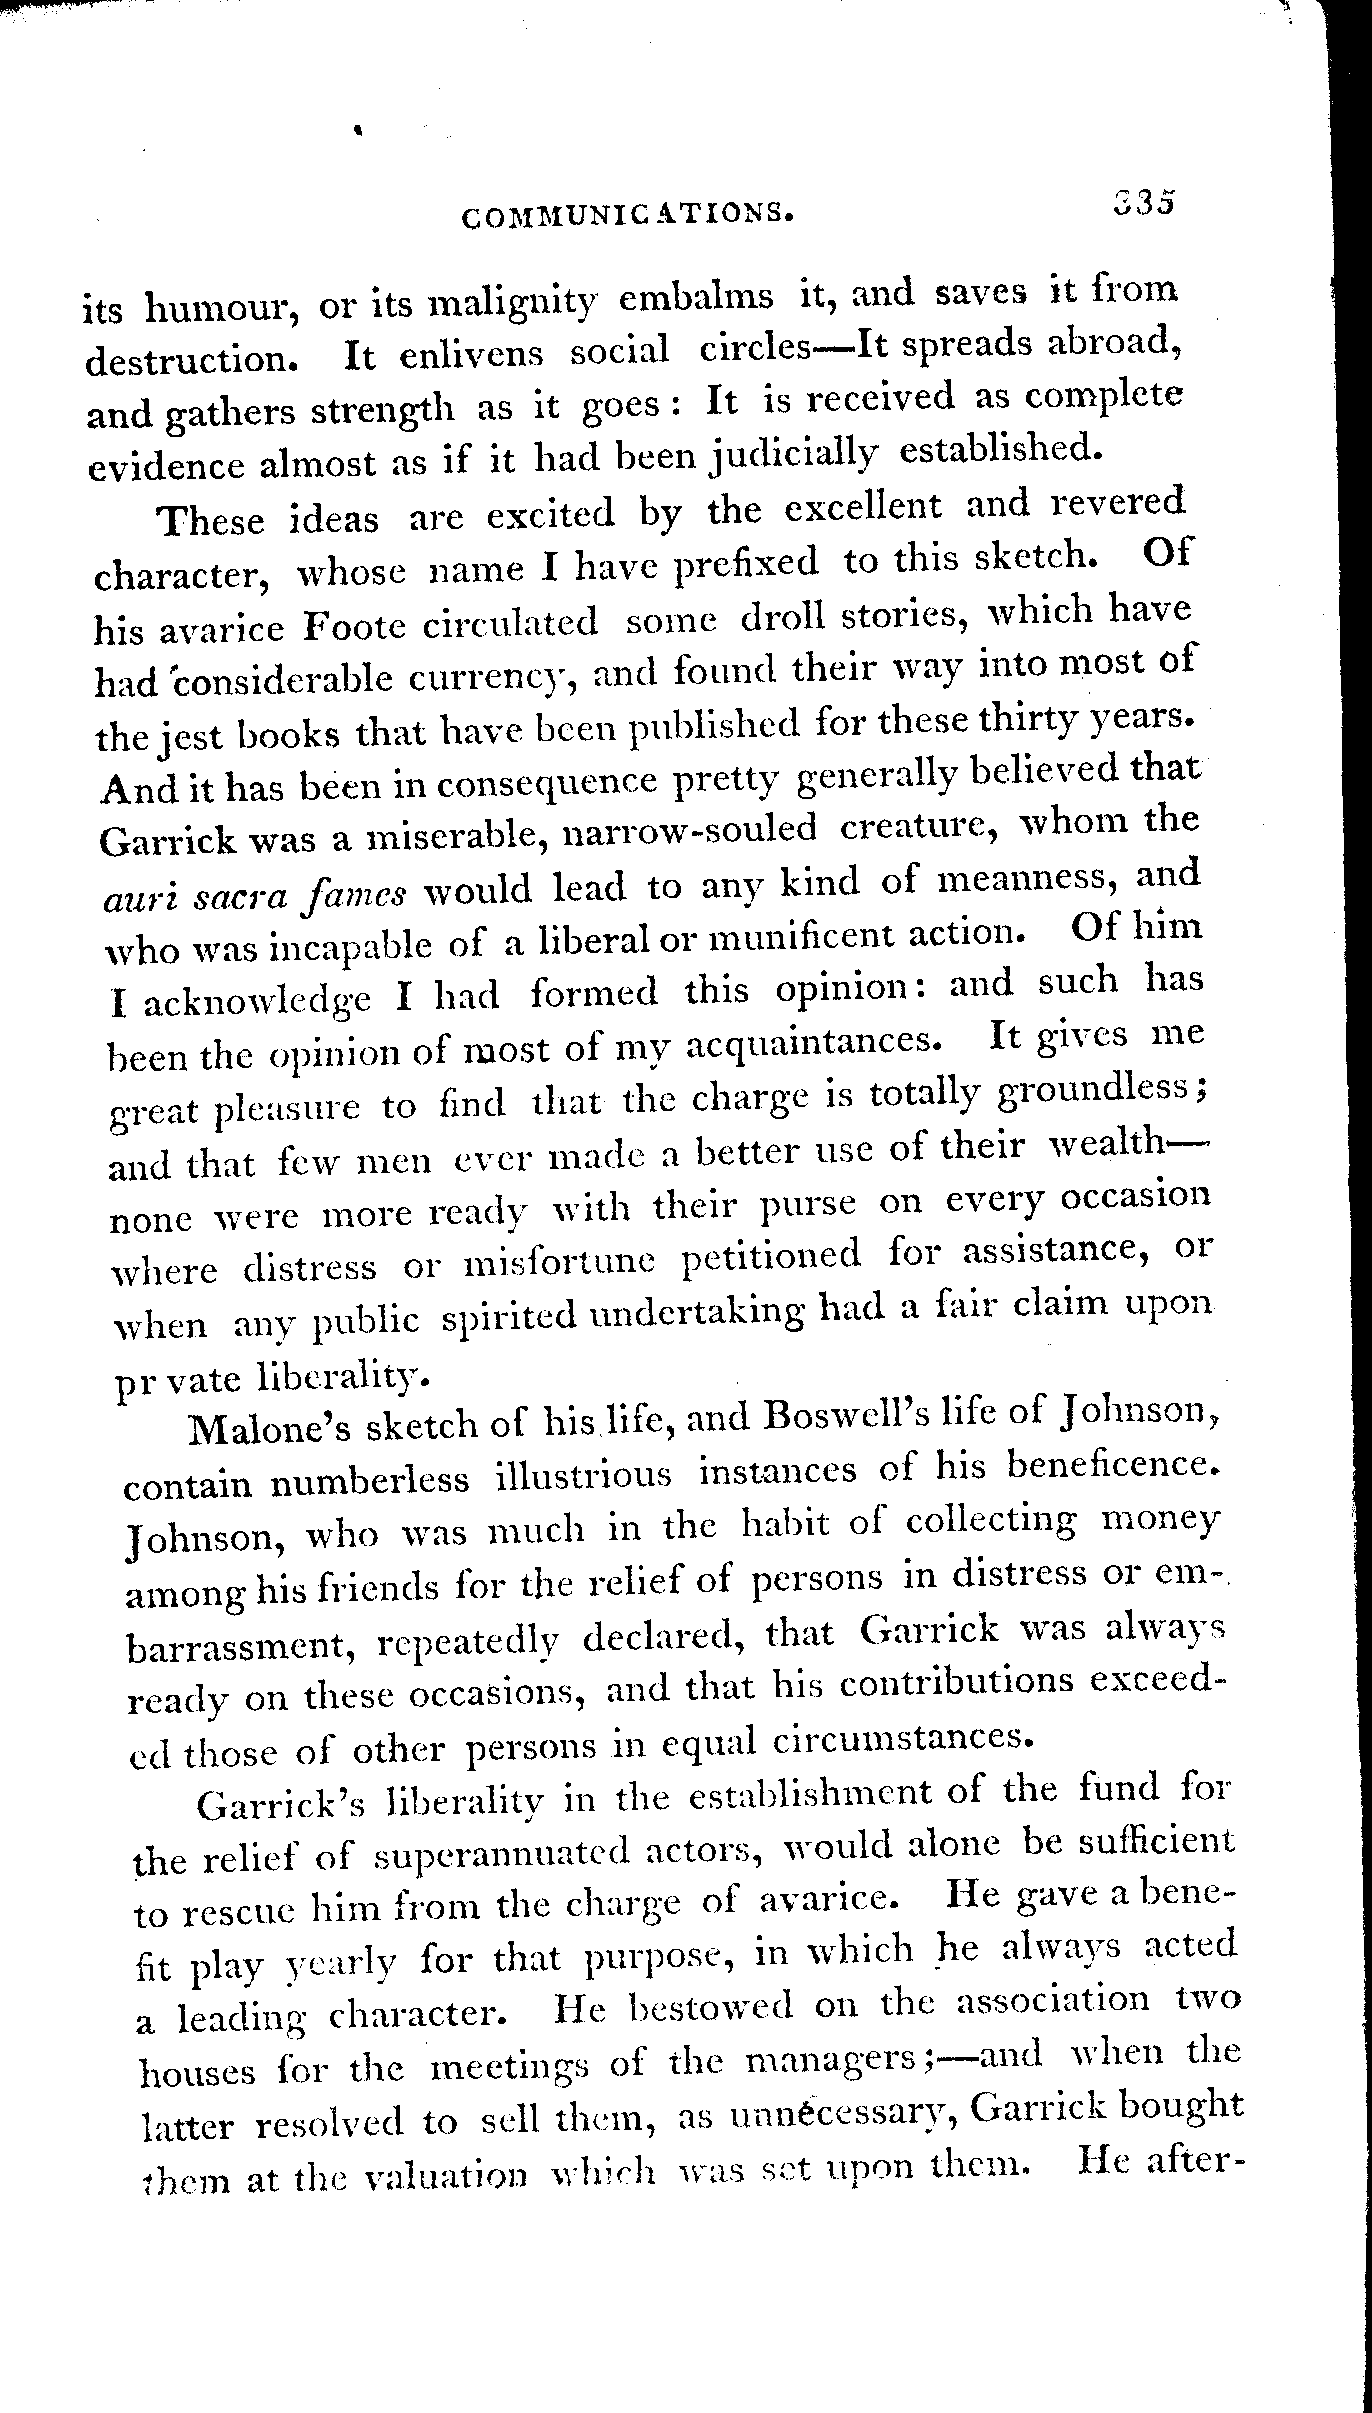 COMMUNICATIONS. 335
its humour, or its malignity embalms it, and saves it from
destruction. It enlivens social circles—It spreads abroad,
and gathers strength as it goes: It is received as complete
evidence almost as if it had been judicially established.
These ideas are excited by the excellent and revered
character, whose name I have prefixed to this sketch. Of
his avarice Foote circulated some droll stories, which have
had considerable currency, and found their way into most of
the jest books that have been published for these thirty years.
And it has been in consequence pretty generally believed that
Garrick was a miserable, narrow-souled creature, whom the
auri sacra fames would lead to any kind of meanness, and
who was incapable of a liberal or munificent action. Of him
I acknowledge I had formed this opinion: and such has
been the opinion of most of my acquaintances. It gives me
great pleasure to find that the charge is totally groundless;
and that few men ever made a better use of their wealth—
none were more ready with their purse on every occasion
where distress or misfortune petitioned for assistance, or
when any public spirited undertaking had a fair claim upon
pr vate liberality.
Malone's sketch of his life, and Boswell's life of Johnson,
contain numberless illustrious instances of his beneficence.
Johnson, who was much in the habit of collecting money
among his friends for the relief of persons in distress or em-
barrassment, repeatedly declared, that Garrick was always
ready on these occasions, and that his contributions exceed-
ed those of other persons in equal circumstances.
Garrick's liberality in the establishment of the fund for
the relief of superannuated actors, would alone be sufficient
to rescue him from the charge of avarice. He gave a bene-
fit play yearly for that purpose, in which he always acted
a leading character. He bestowed on the association two
houses for the meetings of the managers;—and when the
latter resolved to sell them, as unnecessary, Garrick bought
them at the valuation which was set upon them. He after-